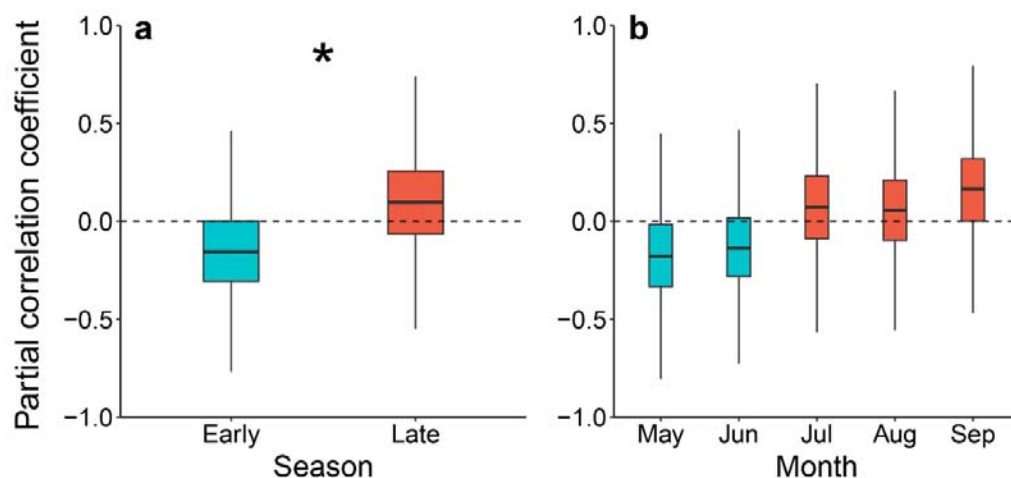 a
*
Partial correlation coefficient
1.0
0.5
0.0
−0.5
−1.0
Early Late
Season
b
1.0
0.5
0.0
−0.5
−1.0
May Jun Jul Aug Sep
Month